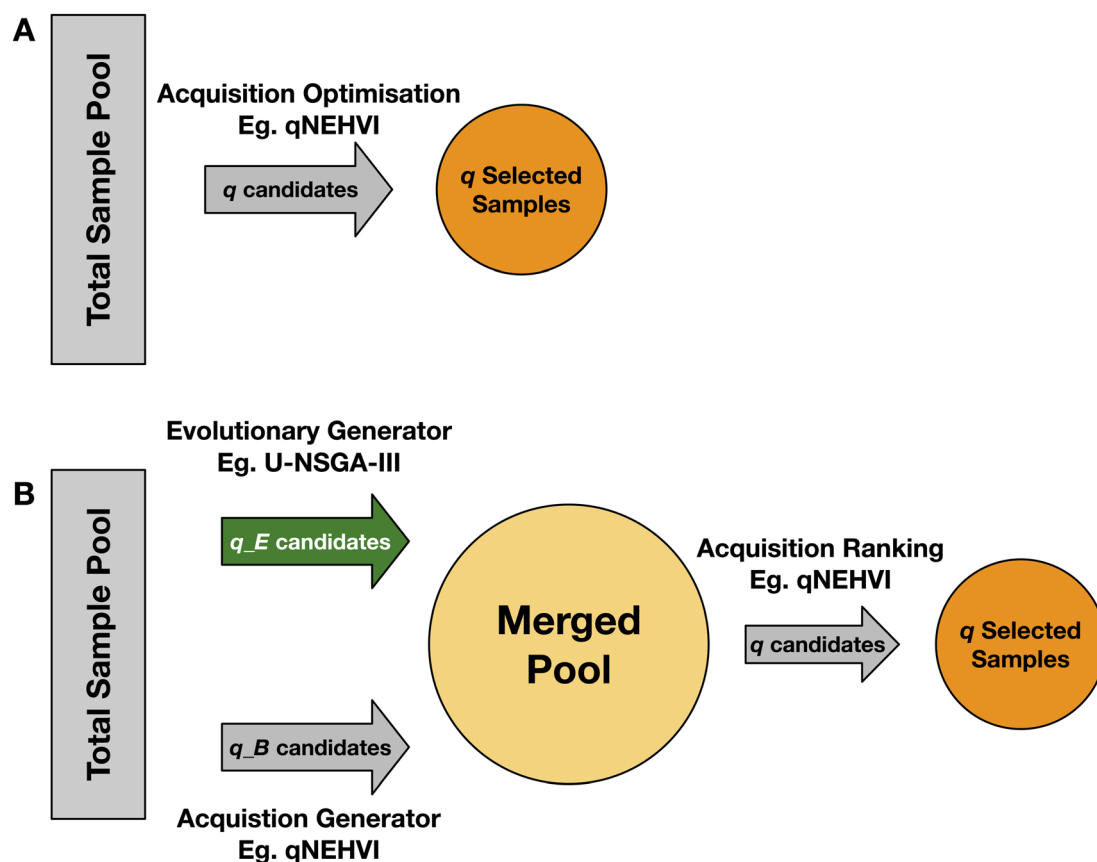 A
Total Sample Pool
Acquisition Optimisation
Eg. qNEHVI
q candidates
q Selected
Samples
B
Total Sample Pool
Evolutionary Generator
Eg. U-NSGA-III
q_E candidates
Merged
Pool
Acquisition Ranking
Eg. qNEHVI
q candidates
q Selected
Samples
q_B candidates
Acquistion Generator
Eg. qNEHVI